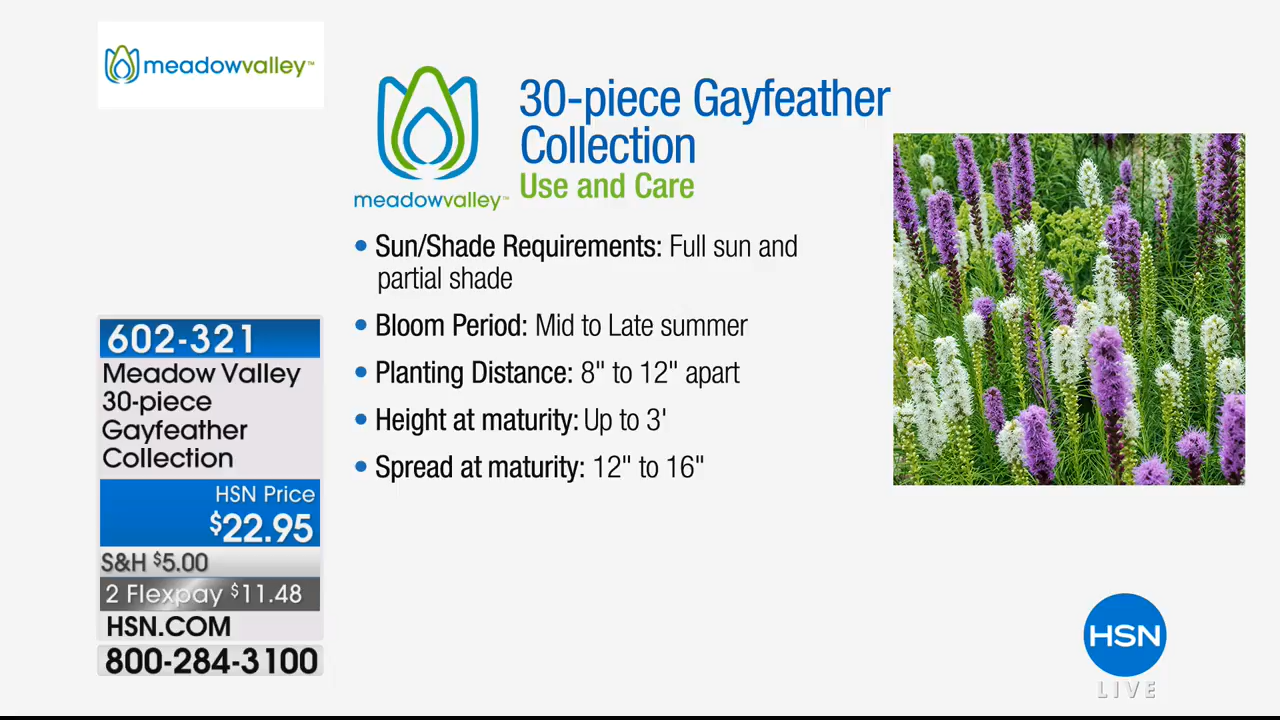 meadowvalley™
30-piece Gayfeather
Collection
Use and Care
meadowvalley™
• Sun/Shade Requirements: Full sun and
partial shade
• Bloom Period: Mid to Late summer
• Planting Distance: 8" to 12" apart
• Height at maturity: Up to 3'
• Spread at maturity: 12" to 16"
602-321
Meadow Valley
30-piece
Gayfeather
Collection
HSN Price
$22.95
S&H $5.00
2 Flexpay $11.48
HSN.COM
800-284-3100
HSN
LIVE